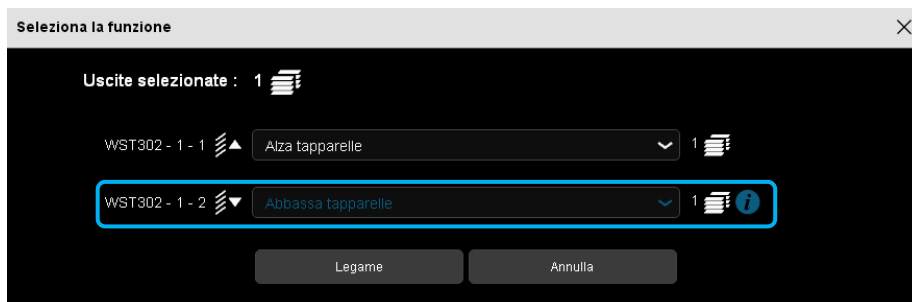 Seleziona la funzione
Uscite selezionate : 1
WST302 - 1 - 1 Alza tapparelle 1
WST302 - 1 - 2 Abbassa tapparelle 1 i
Legame Annulla